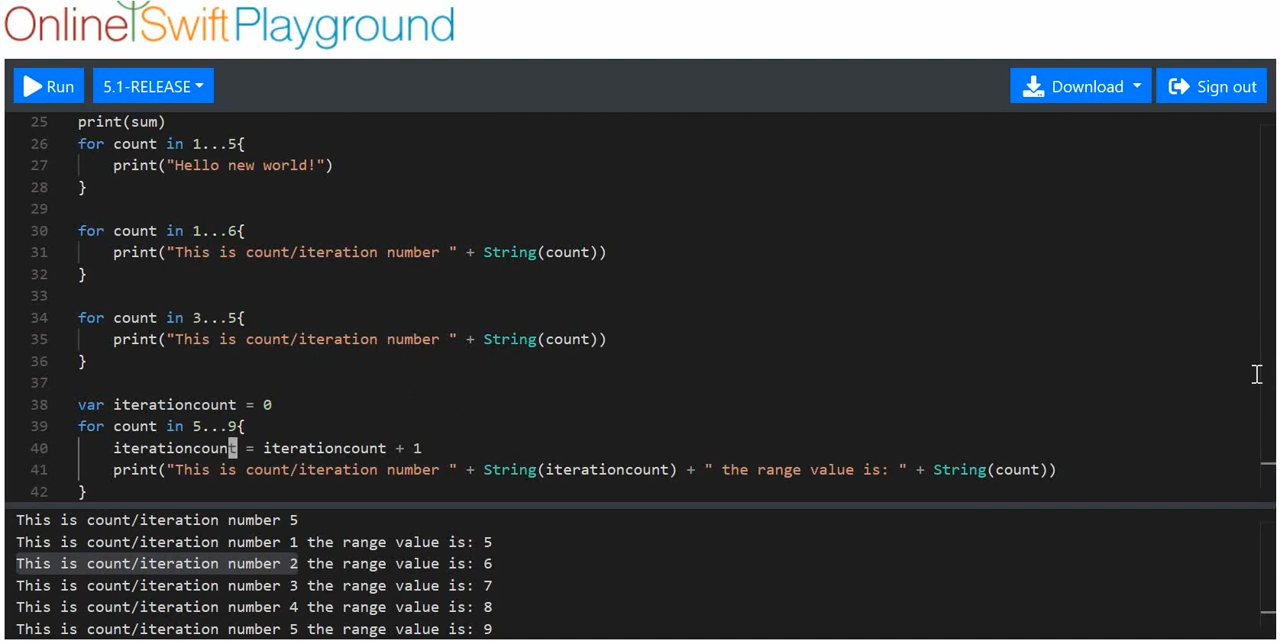 Online Swift Playground
Run 5.1-RELEASE Download Sign out
25 print(sum)
26 for count in 1...5{
27 print("Hello new world!")
28 }
29
30 for count in 1...6{
31 print("This is count/iteration number " + String(count))
32 }
33
34 for count in 3...5{
35 print("This is count/iteration number " + String(count))
36 }
37
38 var iterationcount = 0
39 for count in 5...9{
40 iterationcount = iterationcount + 1
41 print("This is count/iteration number " + String(iterationcount) + " the range value is: " + String(count))
42 }
This is count/iteration number 5
This is count/iteration number 1 the range value is: 5
This is count/iteration number 2 the range value is: 6
This is count/iteration number 3 the range value is: 7
This is count/iteration number 4 the range value is: 8
This is count/iteration number 5 the range value is: 9